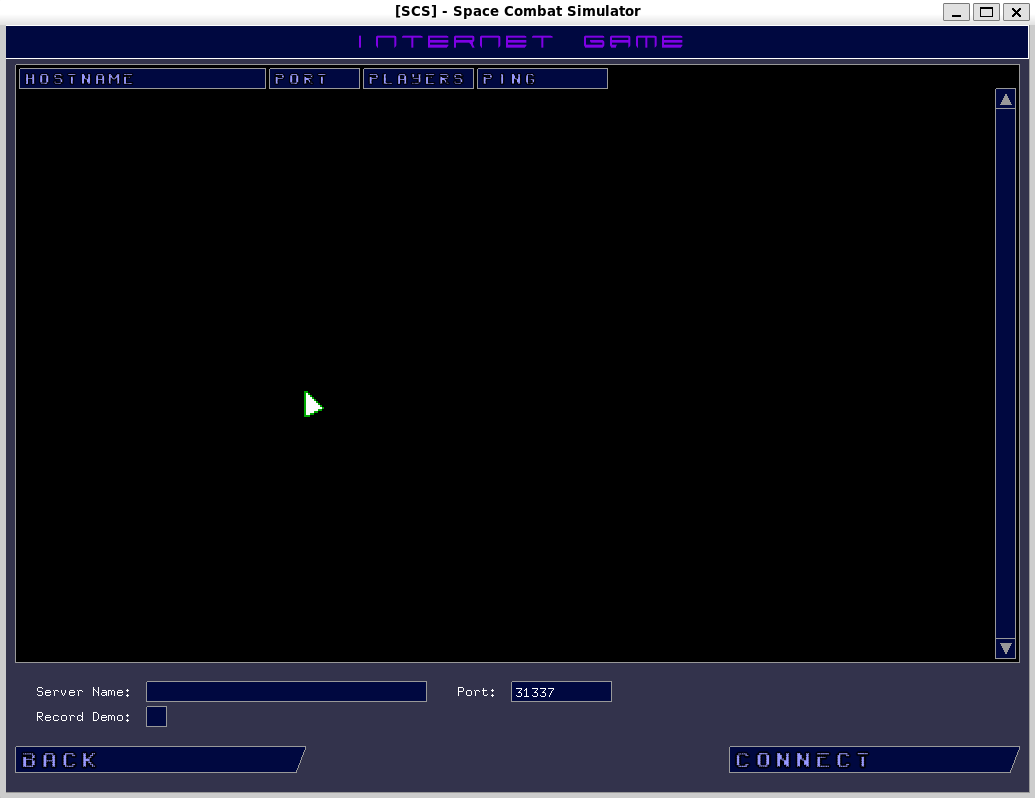 [SCS] - Space Combat Simulator
INTERNET GAME
HOSTNAME PORT PLAYERS PING
Server Name: Port: 31337
Record Demo:
BACK CONNECT